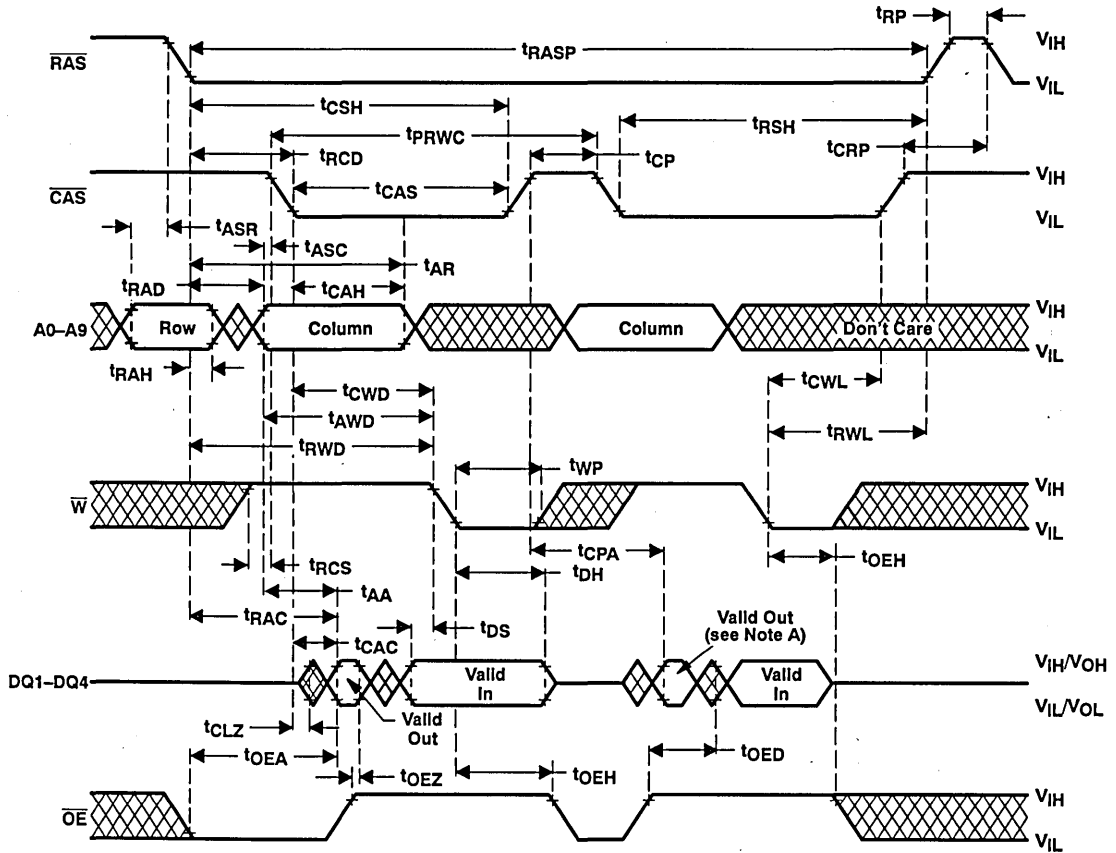 tRP
RAS
VIH
tRASP
VIL
tCSH
tPRWC
tRSH
tRCD
tCP
tCRP
CAS
VIH
tCAS
VIL
tASR
tASC
tAR
tRAD
tCAH
A0–A9
Row
Column
Column
Don't Care
VIH
VIL
tRAH
tCWD
tCWL
tAWD
tRWD
tRWL
tWP
W
VIH
VIL
tCPA
tRCS
tDH
tOEH
tAA
tRAC
tDS
Valid Out
(see Note A)
tCAC
DQ1–DQ4
Valid
In
Valid
In
VIH/VOH
VIL/VOL
Valid
Out
tCLZ
tOEA
tOEZ
tOEH
tOED
OE
VIH
VIL